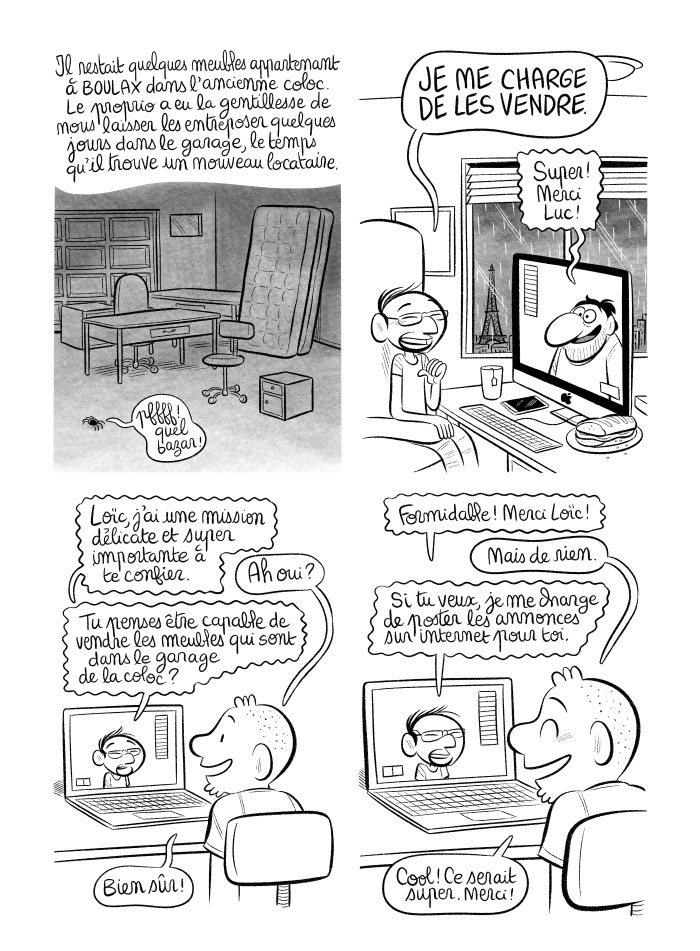 Il restait quelques meubles appartenant
à BOULAX dans l'ancienne coloc.
Le proprio a eu la gentillesse de
nous laisser les entreposer quelques
jours dans le garage, le temps
qu'il trouve un nouveau locataire.
pffff!
quel
bazar!
JE ME CHARGE
DE LES VENDRE.
Super!
Merci
Luc!
Loïc, j'ai une mission
délicate et super
importante à
te confier.
Ah oui?
Tu penses être capable de
vendre les meubles qui sont
dans le garage
de la coloc?
Bien sûr!
Formidable! Merci Loïc!
Mais de rien.
Si tu veux, je me charge
de poster les annonces
sur internet pour toi.
Cool! Ce serait
super. Merci!